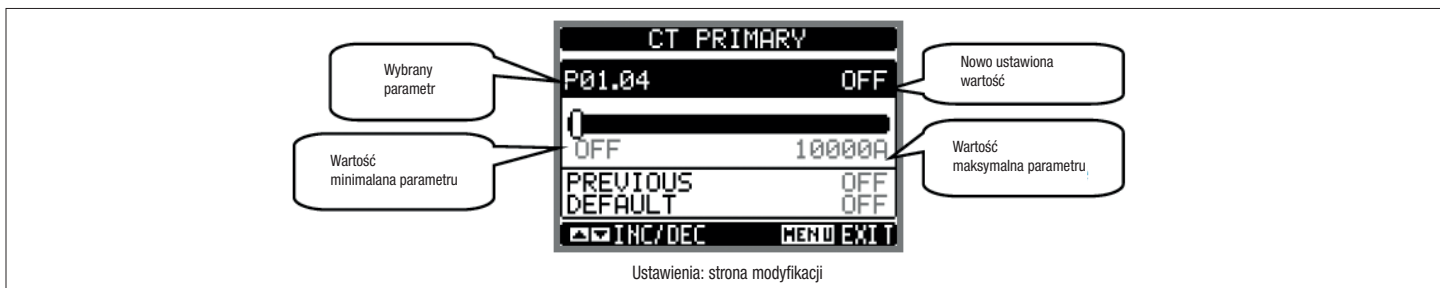 CT PRIMARY
Wybrany
parametr
P01.04 OFF
Nowo ustawiona
wartość
OFF 10000A
Wartość
minimalana parametru
Wartość
maksymalna parametru
PREVIOUS OFF
DEFAULT OFF
▲▼ INC/DEC MENU EXIT
Ustawienia: strona modyfikacji